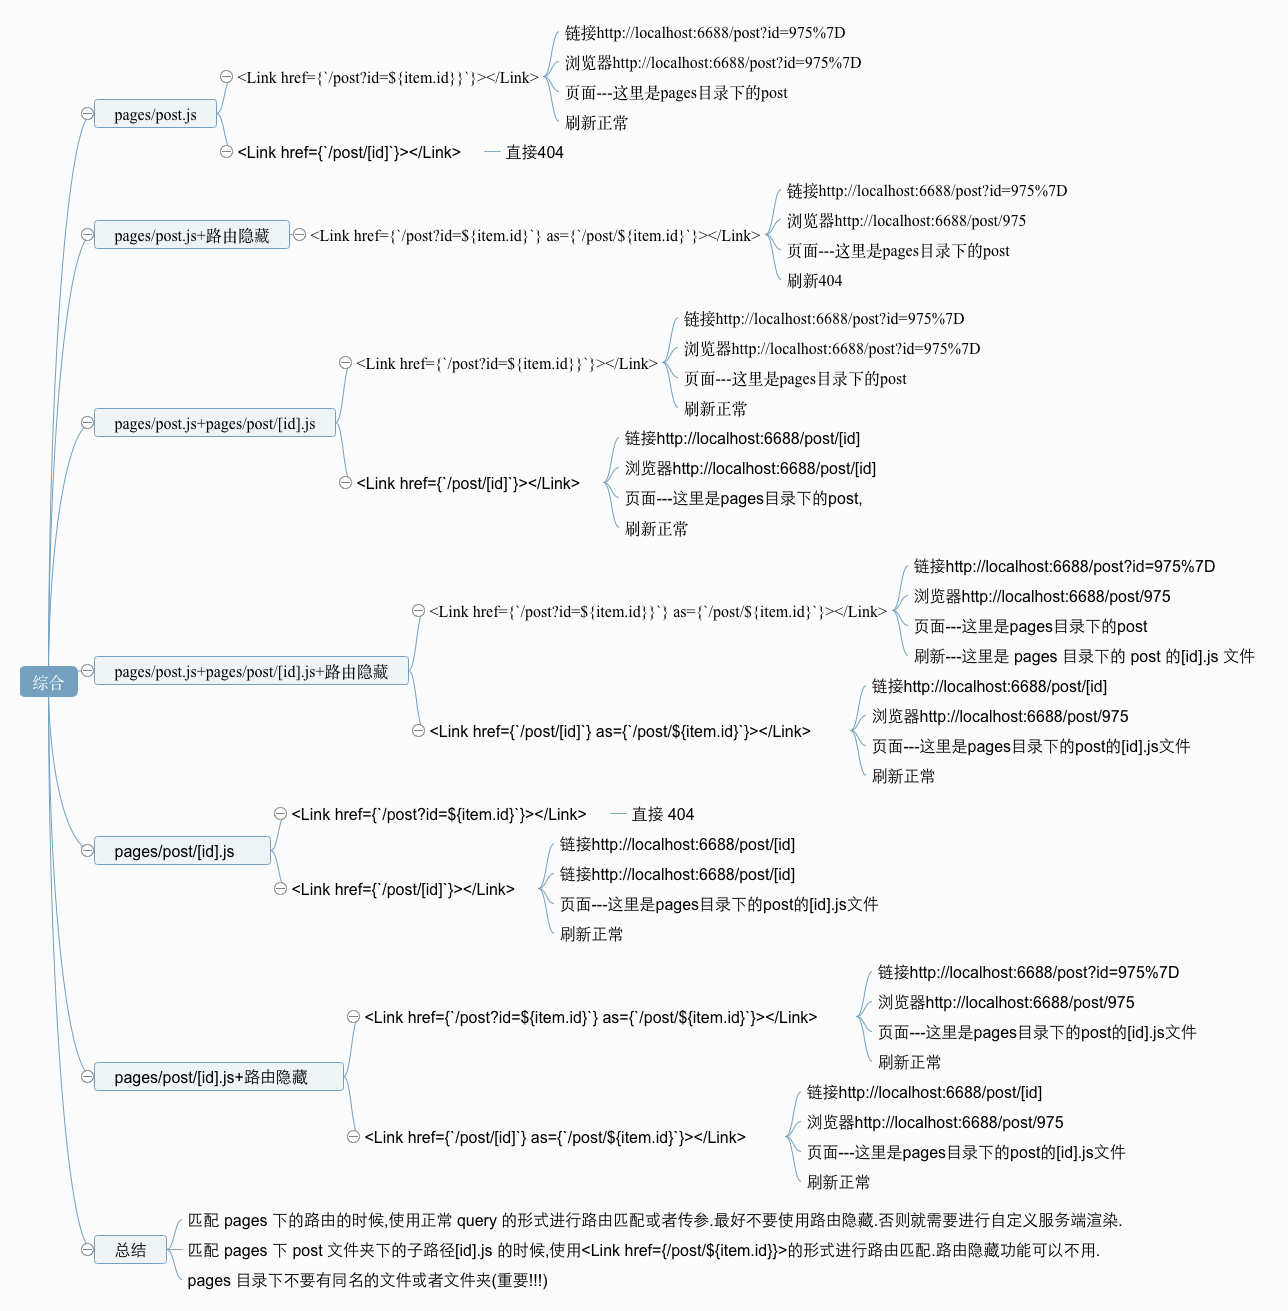 综合
pages/post.js
<Link href={`/post?id=${item.id}}`}></Link>
链接http://localhost:6688/post?id=975%7D
浏览器http://localhost:6688/post?id=975%7D
页面---这里是pages目录下的post
刷新正常
<Link href={`/post/[id]`}></Link>
直接404
pages/post.js+路由隐藏
<Link href={`/post?id=${item.id}`} as={`/post/${item.id}`}></Link>
链接http://localhost:6688/post?id=975%7D
浏览器http://localhost:6688/post/975
页面---这里是pages目录下的post
刷新404
pages/post.js+pages/post/[id].js
<Link href={`/post?id=${item.id}}`}></Link>
链接http://localhost:6688/post?id=975%7D
浏览器http://localhost:6688/post?id=975%7D
页面---这里是pages目录下的post
刷新正常
<Link href={`/post/[id]`}></Link>
链接http://localhost:6688/post/[id]
浏览器http://localhost:6688/post/[id]
页面---这里是pages目录下的post,
刷新正常
pages/post.js+pages/post/[id].js+路由隐藏
<Link href={`/post?id=${item.id}}`} as={`/post/${item.id}`}></Link>
链接http://localhost:6688/post?id=975%7D
浏览器http://localhost:6688/post/975
页面---这里是pages目录下的post
刷新---这里是 pages 目录下的 post 的[id].js 文件
<Link href={`/post/[id]`} as={`/post/${item.id}`}></Link>
链接http://localhost:6688/post/[id]
浏览器http://localhost:6688/post/975
页面---这里是pages目录下的post的[id].js文件
刷新正常
pages/post/[id].js
<Link href={`/post?id=${item.id}`}></Link>
直接 404
<Link href={`/post/[id]`}></Link>
链接http://localhost:6688/post/[id]
链接http://localhost:6688/post/[id]
页面---这里是pages目录下的post的[id].js文件
刷新正常
pages/post/[id].js+路由隐藏
<Link href={`/post?id=${item.id}`} as={`/post/${item.id}`}></Link>
链接http://localhost:6688/post?id=975%7D
浏览器http://localhost:6688/post/975
页面---这里是pages目录下的post的[id].js文件
刷新正常
<Link href={`/post/[id]`} as={`/post/${item.id}`}></Link>
链接http://localhost:6688/post/[id]
浏览器http://localhost:6688/post/975
页面---这里是pages目录下的post的[id].js文件
刷新正常
总结
匹配 pages 下的路由的时候,使用正常 query 的形式进行路由匹配或者传参.最好不要使用路由隐藏.否则就需要进行自定义服务端渲染.
匹配 pages 下 post 文件夹下的子路径[id].js 的时候,使用<Link href={/post/${item.id}}>的形式进行路由匹配.路由隐藏功能可以不用.
pages 目录下不要有同名的文件或者文件夹(重要!!!)